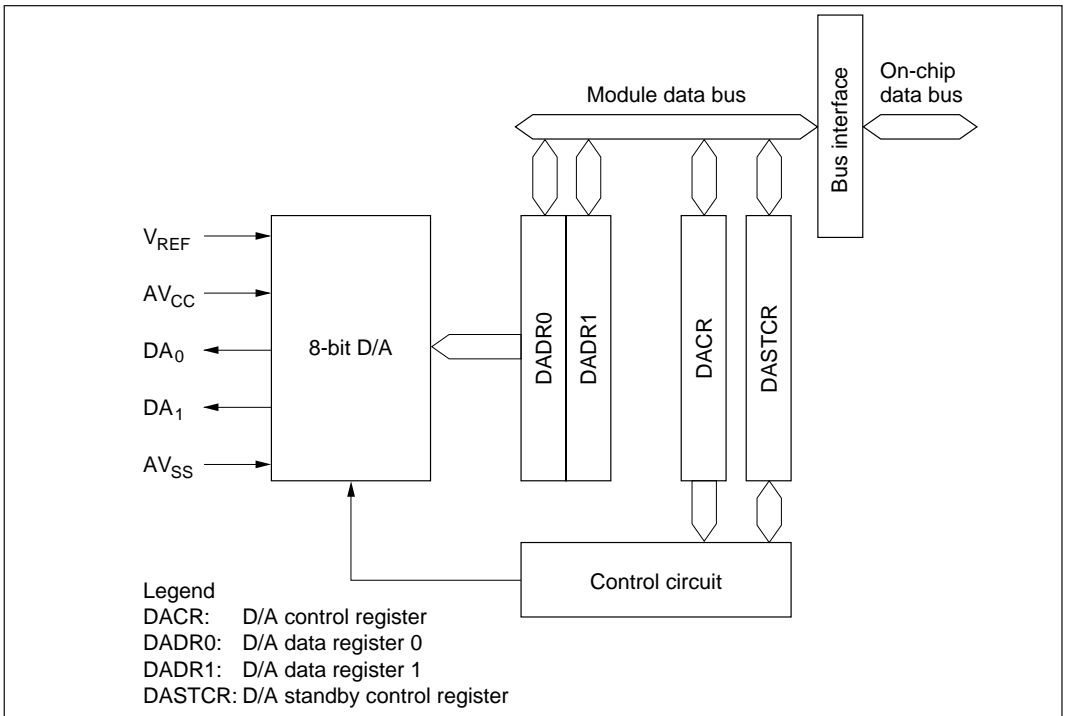 Module data bus
Bus interface
On-chip
data bus
VREF
AVCC
DA0
DA1
AVSS
8-bit D/A
DADR0
DADR1
DACR
DASTCR
Control circuit
Legend
DACR: D/A control register
DADR0: D/A data register 0
DADR1: D/A data register 1
DASTCR: D/A standby control register